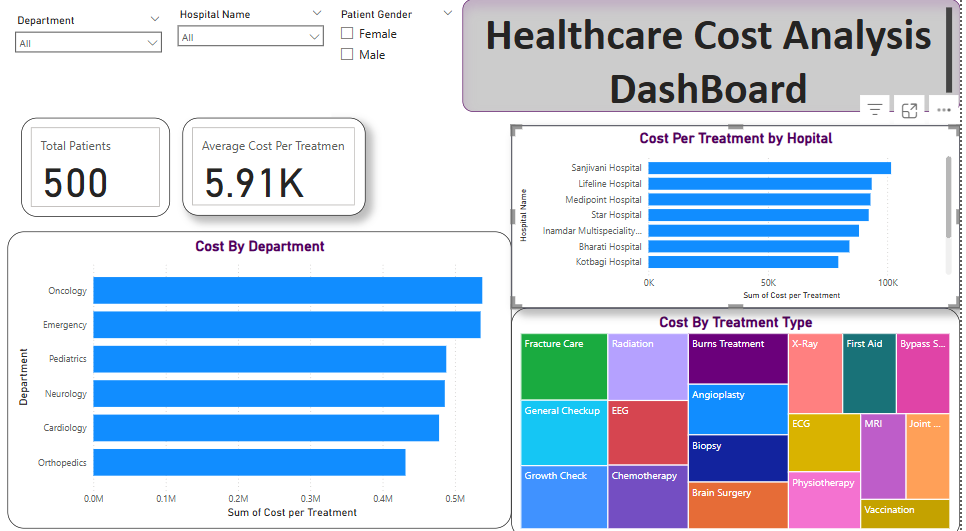 Department
All
Hospital Name
All
Patient Gender
Female
Male
Healthcare Cost Analysis
DashBoard
Total Patients
500
Average Cost Per Treatmen
5.91K
Cost Per Treatment by Hopital
Hospital Name
Sanjivani Hospital
Lifeline Hospital
Medipoint Hospital
Star Hospital
Inamdar Multispeciality...
Bharati Hospital
Kotbagi Hospital
0K 50K 100K
Sum of Cost per Treatment
Cost By Department
Department
Oncology
Emergency
Pediatrics
Neurology
Cardiology
Orthopedics
0.0M 0.1M 0.2M 0.3M 0.4M 0.5M
Sum of Cost per Treatment
Cost By Treatment Type
Fracture Care
General Checkup
Growth Check
Radiation
EEG
Chemotherapy
Burns Treatment
Angioplasty
Biopsy
Brain Surgery
X-Ray
First Aid
Bypass S...
ECG
Physiotherapy
MRI
Joint ...
Vaccination